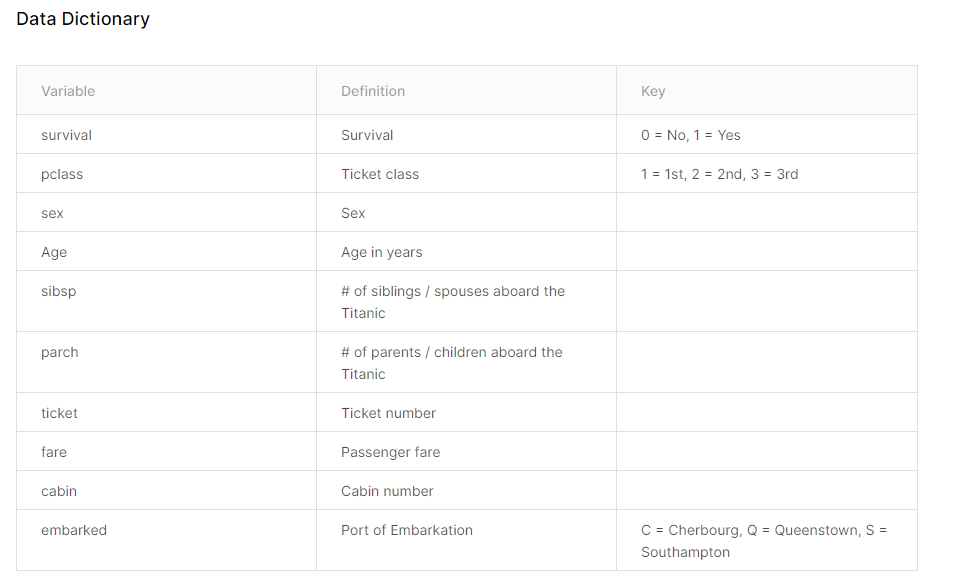 Data Dictionary
Variable Definition Key
survival Survival 0 = No, 1 = Yes
pclass Ticket class 1 = 1st, 2 = 2nd, 3 = 3rd
sex Sex
Age Age in years
sibsp # of siblings / spouses aboard the
Titanic
parch # of parents / children aboard the
Titanic
ticket Ticket number
fare Passenger fare
cabin Cabin number
embarked Port of Embarkation C = Cherbourg, Q = Queenstown, S =
Southampton